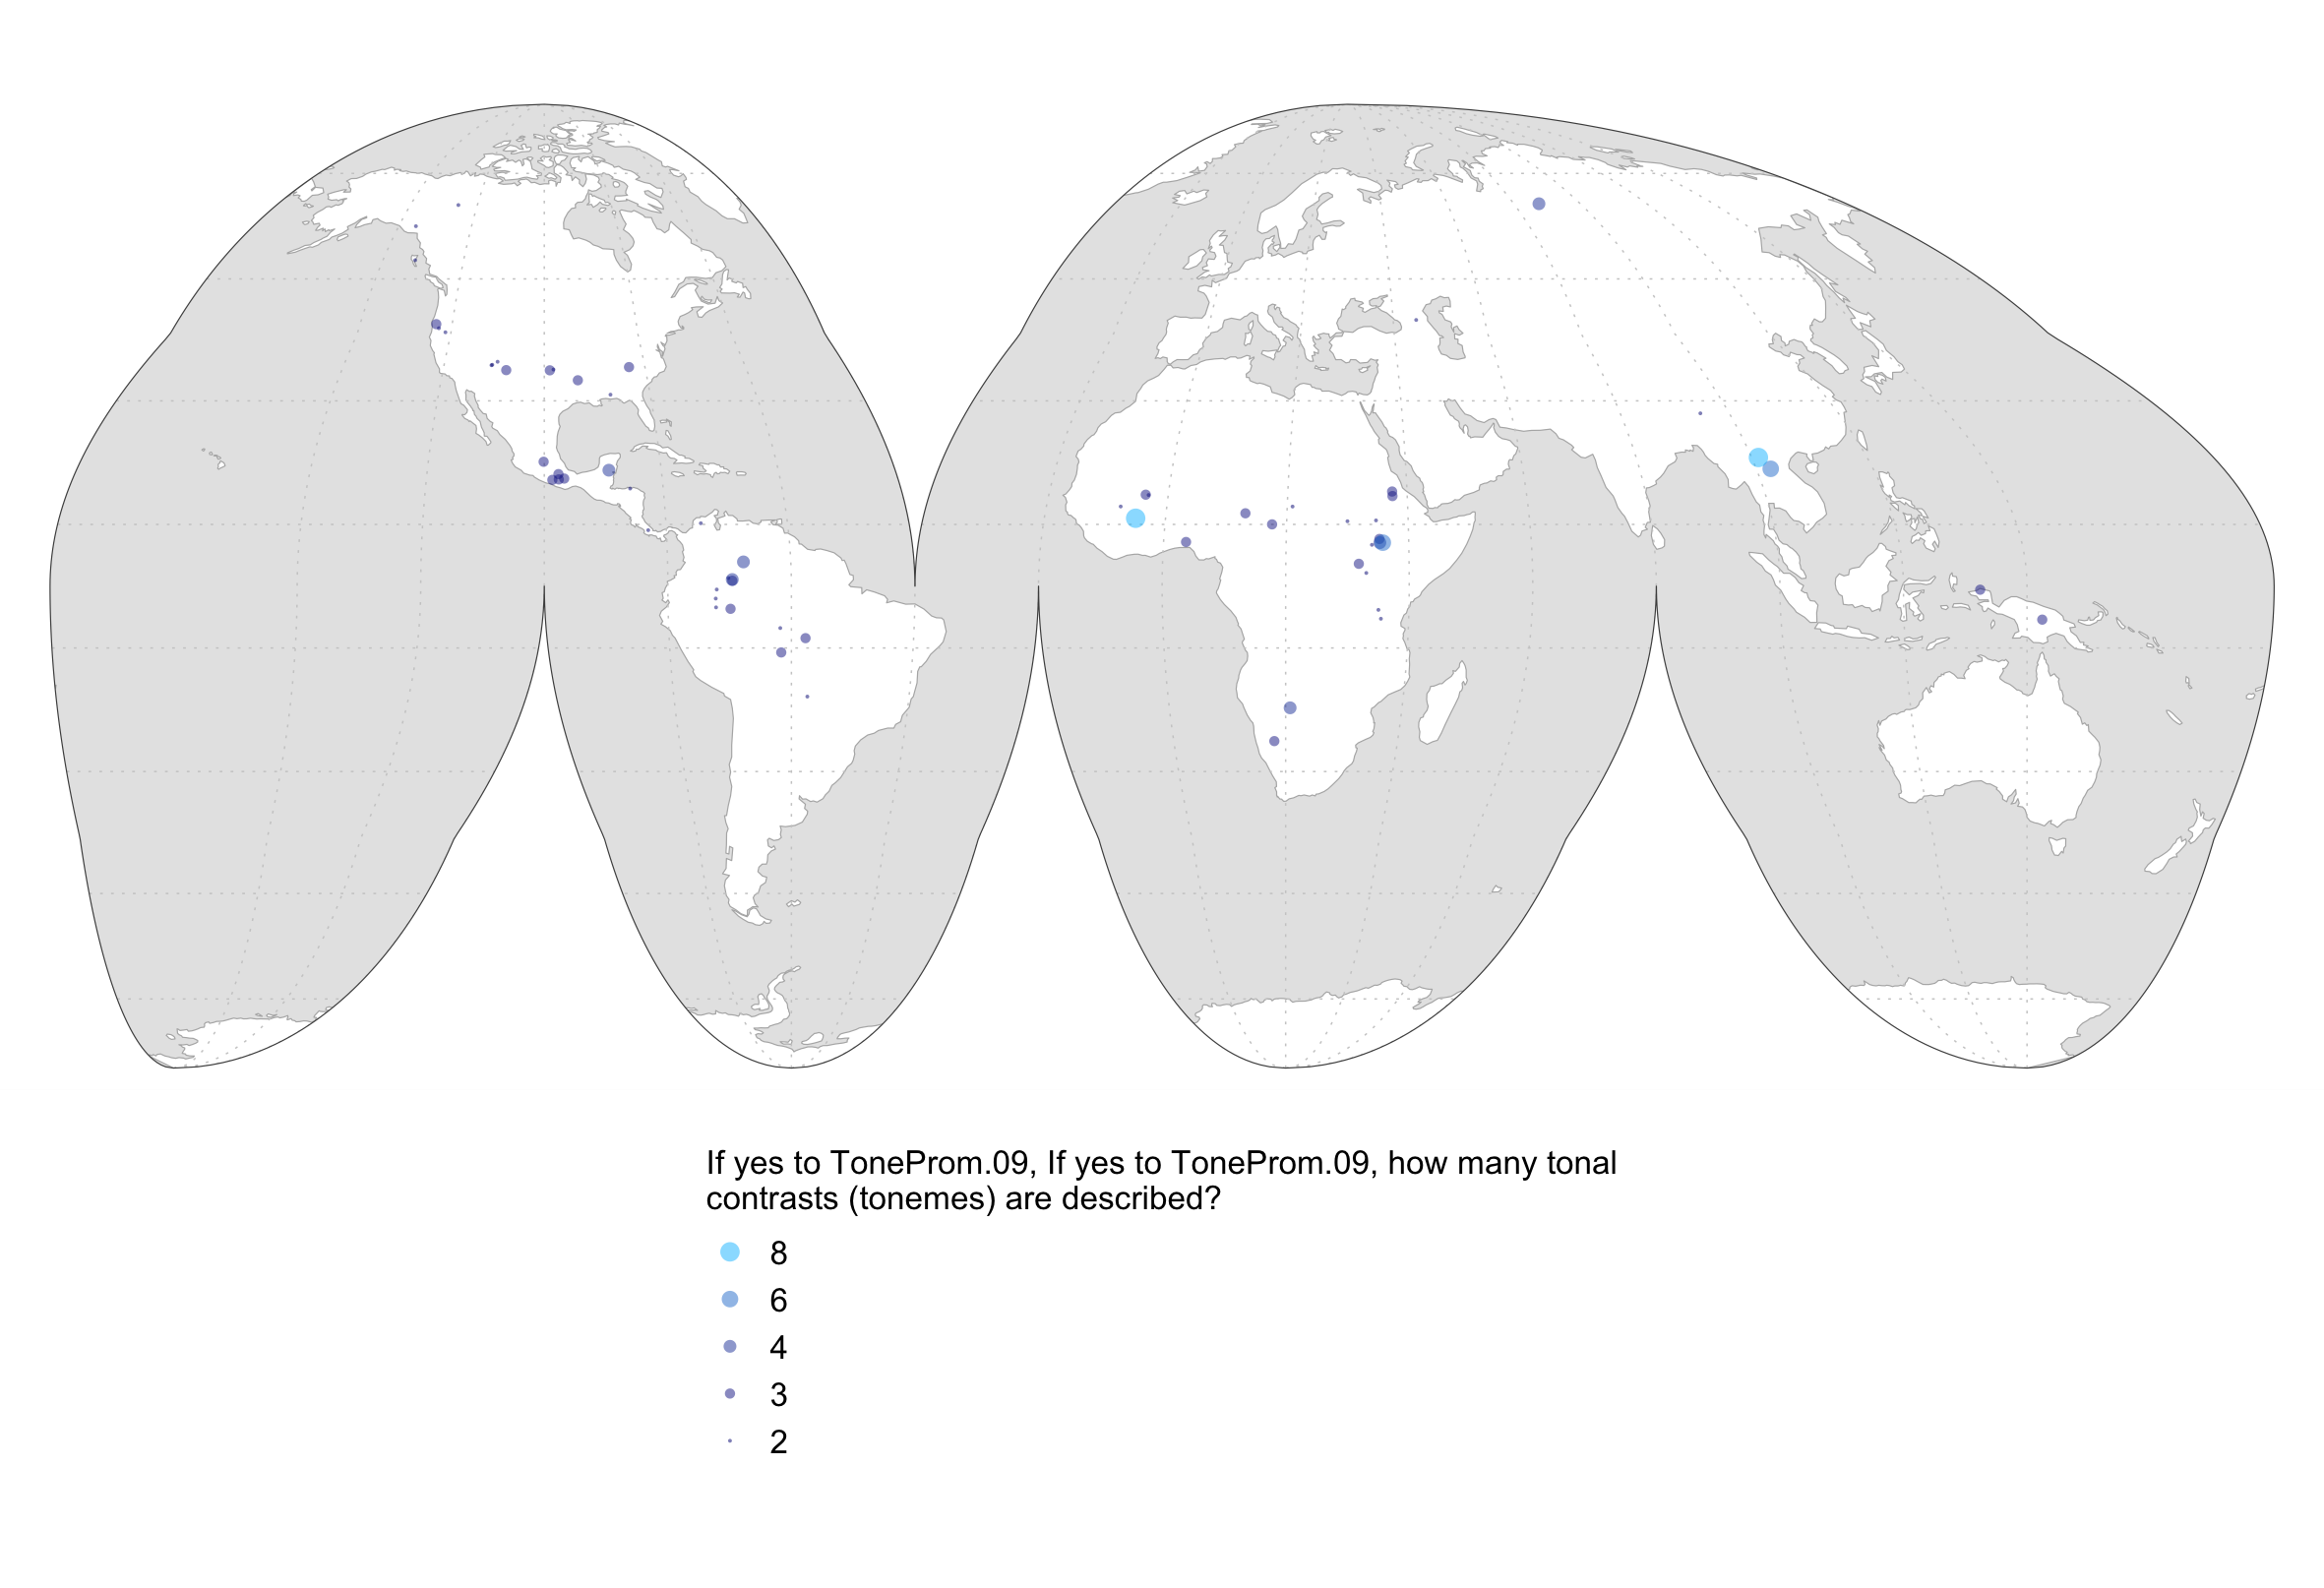 If yes to ToneProm.09, If yes to ToneProm.09, how many tonal
contrasts (tonemes) are described?
8
6
4
3
2